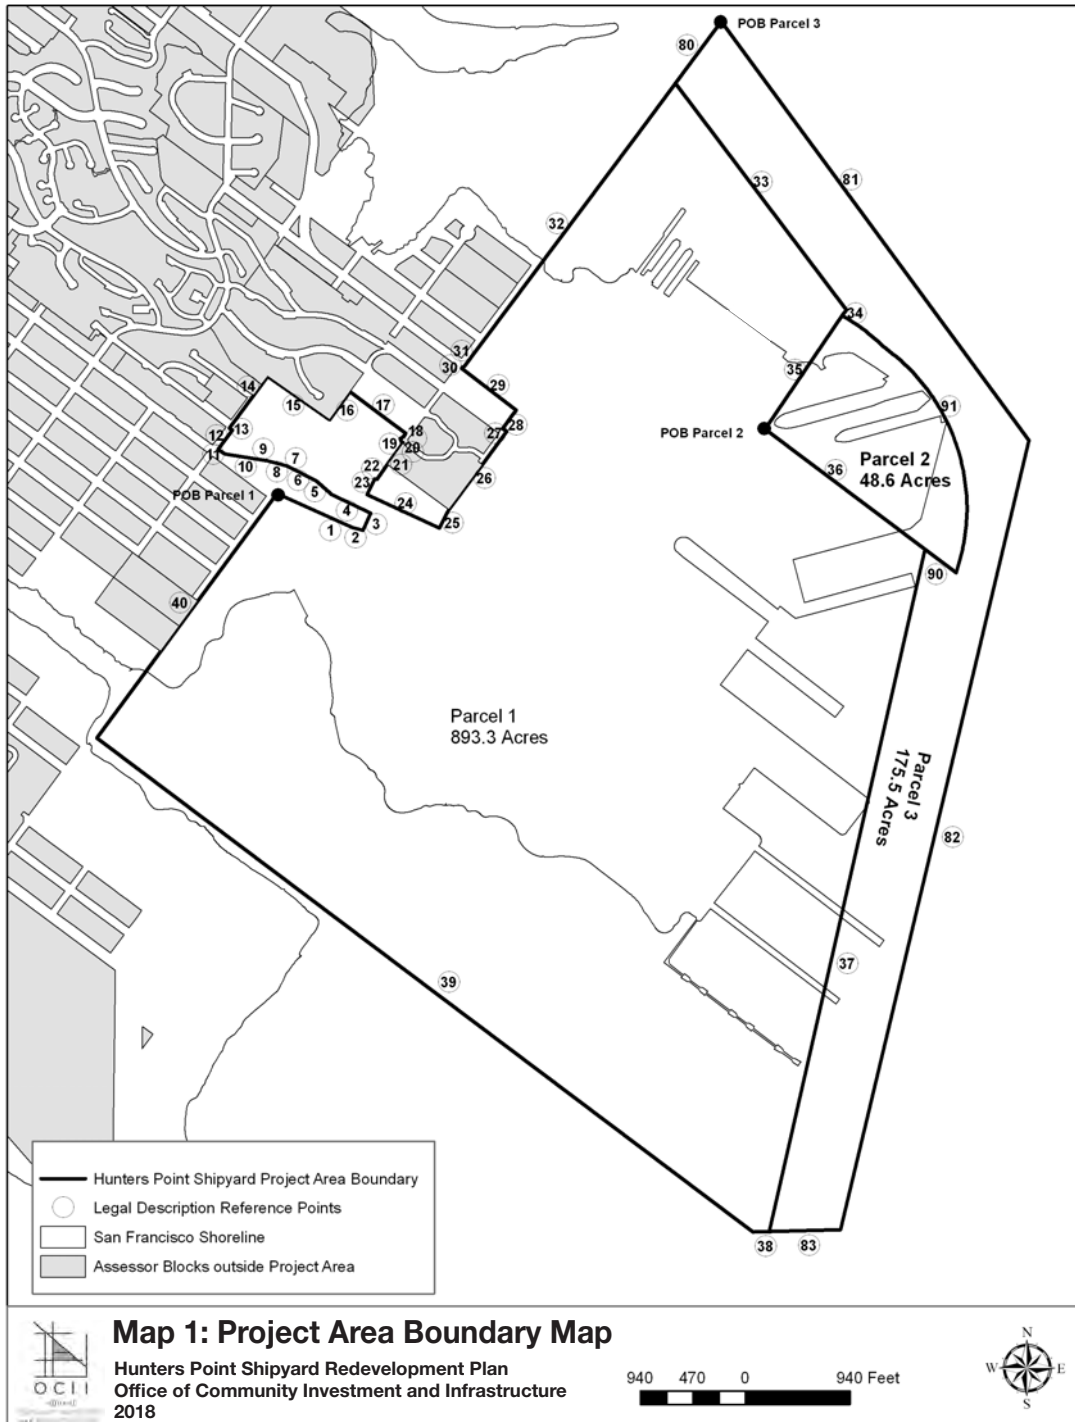 POB Parcel 3
80
81
33
32
34
31
30
35
29
14
91
15
17
16
28
18
27
POB Parcel 2
12
13
19
20
11
9
Parcel 2
48.6 Acres
10
7
22
21
36
8
26
6
23
POB Parcel 1
5
24
4
3
25
1
2
90
40
Parcel 1
893.3 Acres
Parcel 3
175.5 Acres
82
37
39
38
83
Hunters Point Shipyard Project Area Boundary
Legal Description Reference Points
San Francisco Shoreline
Assessor Blocks outside Project Area
Map 1: Project Area Boundary Map
Hunters Point Shipyard Redevelopment Plan
Office of Community Investment and Infrastructure
2018
OCII
940 470 0 940 Feet
N
W E
S